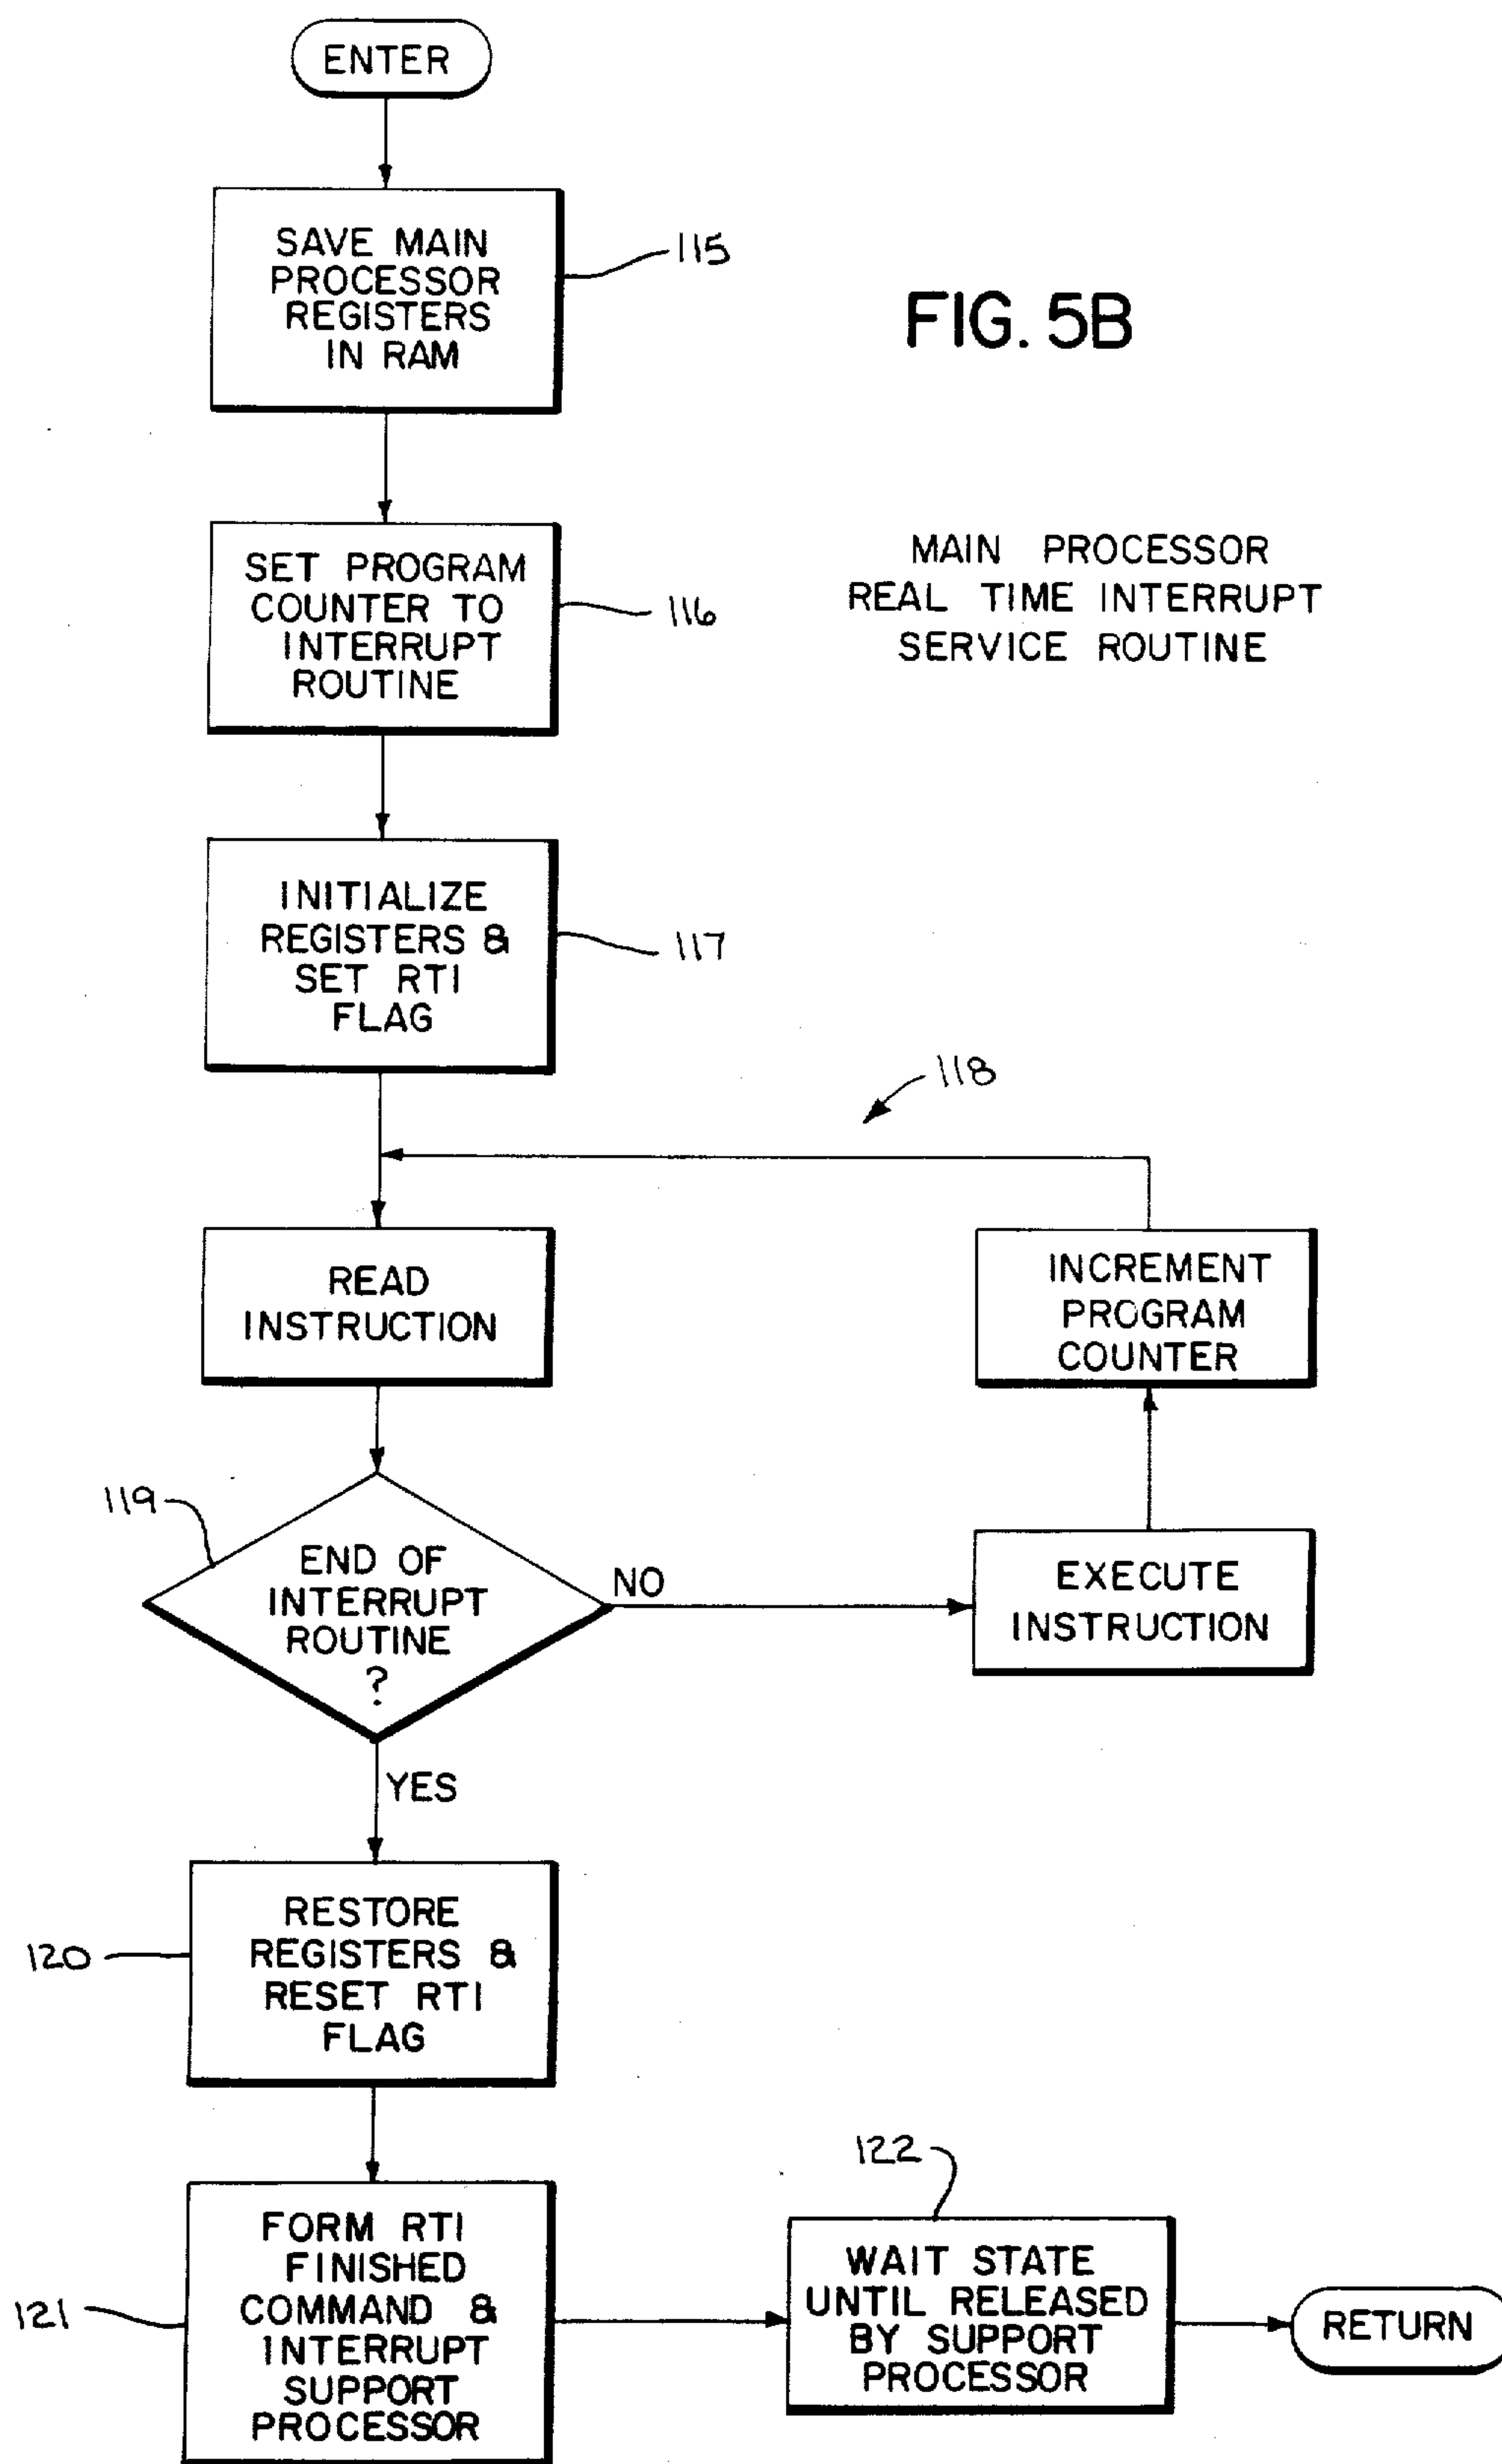 ENTER
SAVE MAIN
PROCESSOR
REGISTERS
IN RAM
115
FIG. 5B
SET PROGRAM
COUNTER TO
INTERRUPT
ROUTINE
116
MAIN PROCESSOR
REAL TIME INTERRUPT
SERVICE ROUTINE
INITIALIZE
REGISTERS &
SET RTI
FLAG
117
118
READ
INSTRUCTION
INCREMENT
PROGRAM
COUNTER
119
END OF
INTERRUPT
ROUTINE
?
NO
EXECUTE
INSTRUCTION
YES
RESTORE
REGISTERS &
RESET RTI
FLAG
120
FORM RTI
FINISHED
COMMAND &
INTERRUPT
SUPPORT
PROCESSOR
121
122
WAIT STATE
UNTIL RELEASED
BY SUPPORT
PROCESSOR
RETURN